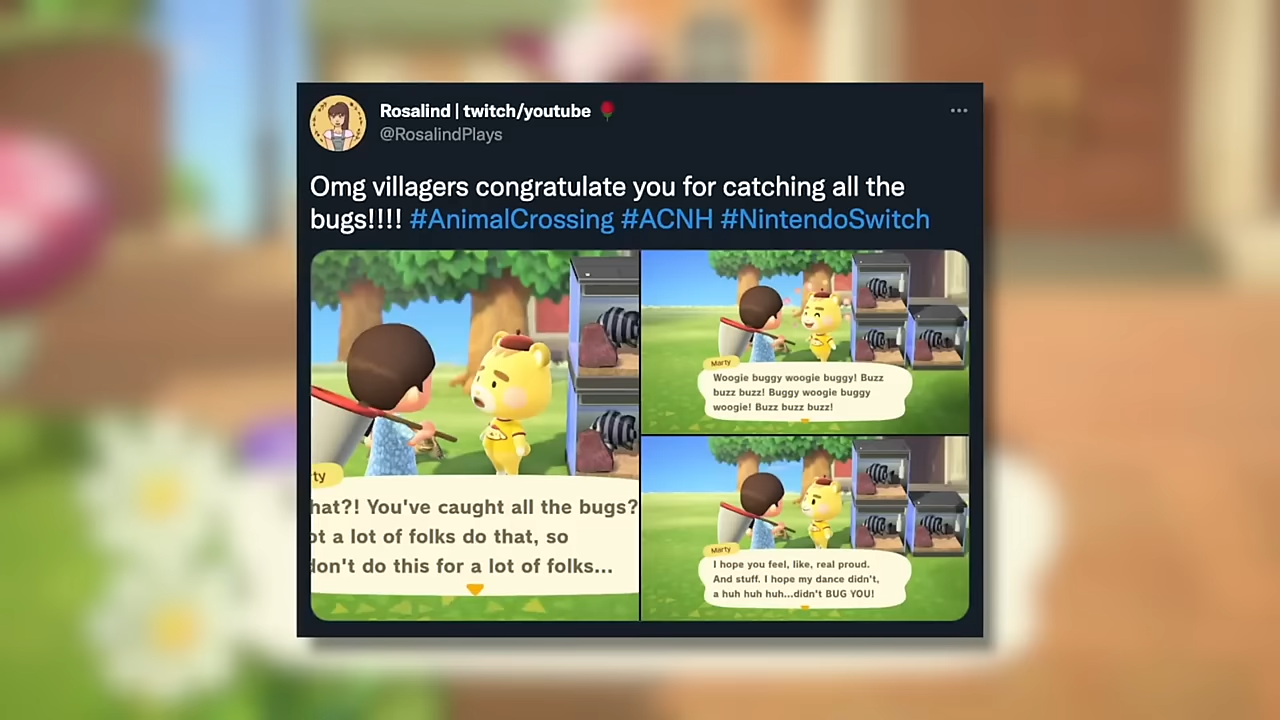 Rosalind | twitch/youtube 🌹
@RosalindPlays
Omg villagers congratulate you for catching all the
bugs!!!! #AnimalCrossing #ACNH #NintendoSwitch
ty
hat?! You've caught all the bugs?
ot a lot of folks do that, so
don't do this for a lot of folks...
Marty
Woogie buggy woogie buggy! Buzz
buzz buzz! Buggy woogie buggy
woogie! Buzz buzz buzz!
Marty
I hope you feel, like, real proud.
And stuff. I hope my dance didn't,
a huh huh huh...didn't BUG YOU!